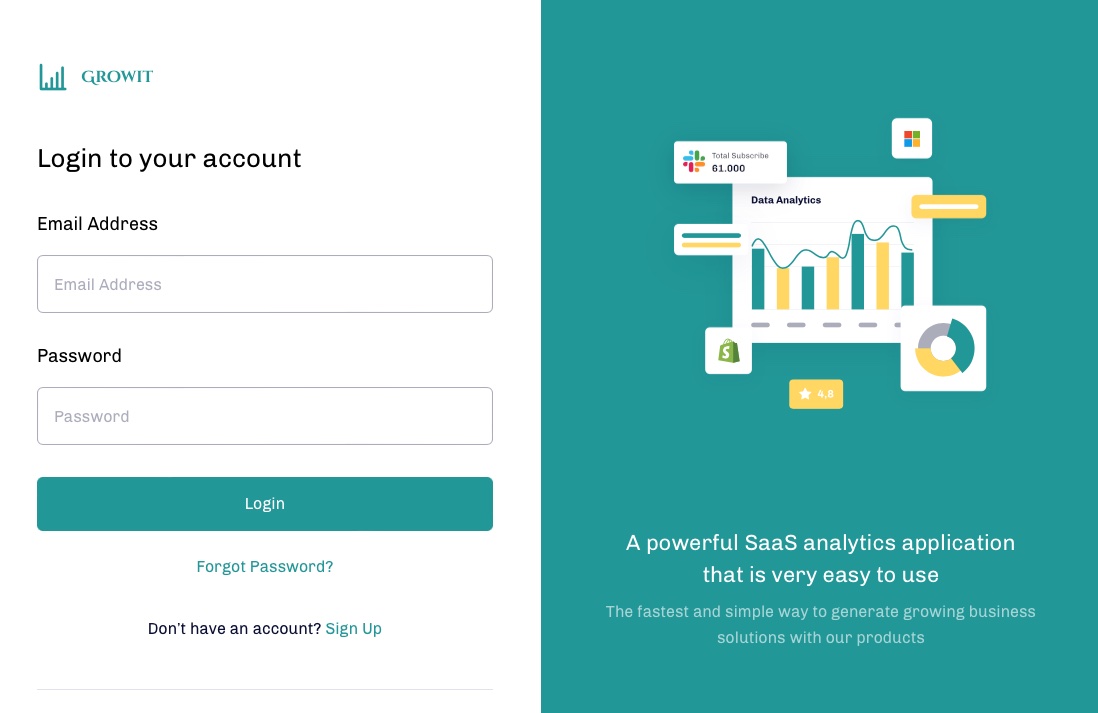 GROWIT
Login to your account
Email Address
Email Address
Password
Password
Login
Forgot Password?
Don't have an account? Sign Up
Total Subscribe
61.000
Data Analytics
4,8
A powerful SaaS analytics application
that is very easy to use
The fastest and simple way to generate growing business
solutions with our products